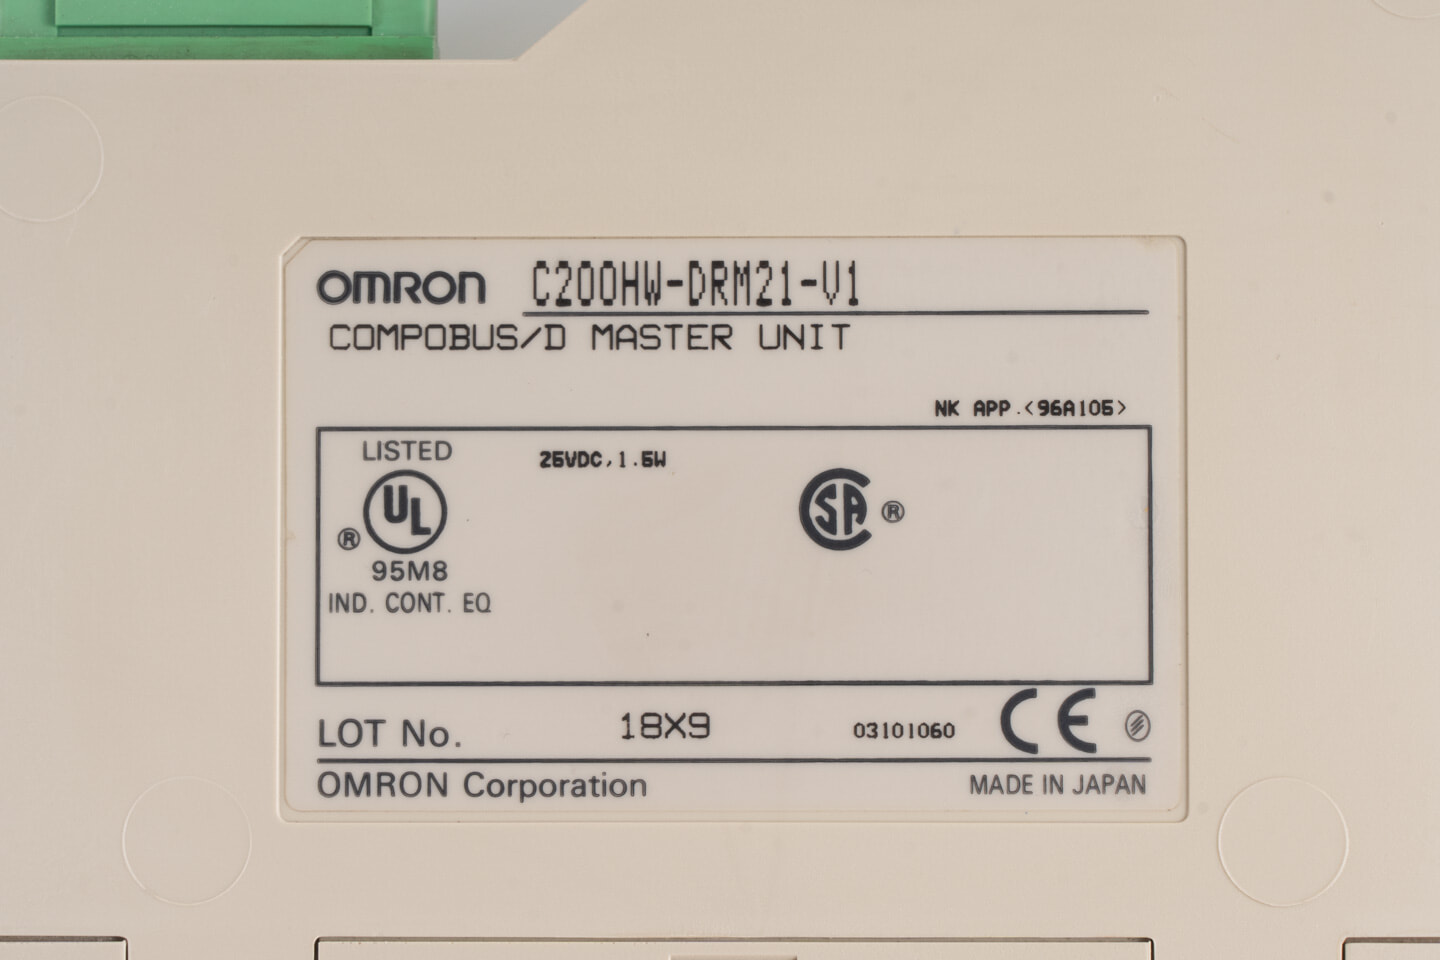 OMRON C200HW-DRM21-V1
COMPOBUS/D MASTER UNIT
NK APP.<96A105>
LISTED
25VDC,1.5W
UL
SA ®
®
95M8
IND. CONT. EQ
LOT No. 18X9 03101060 CE
OMRON Corporation MADE IN JAPAN